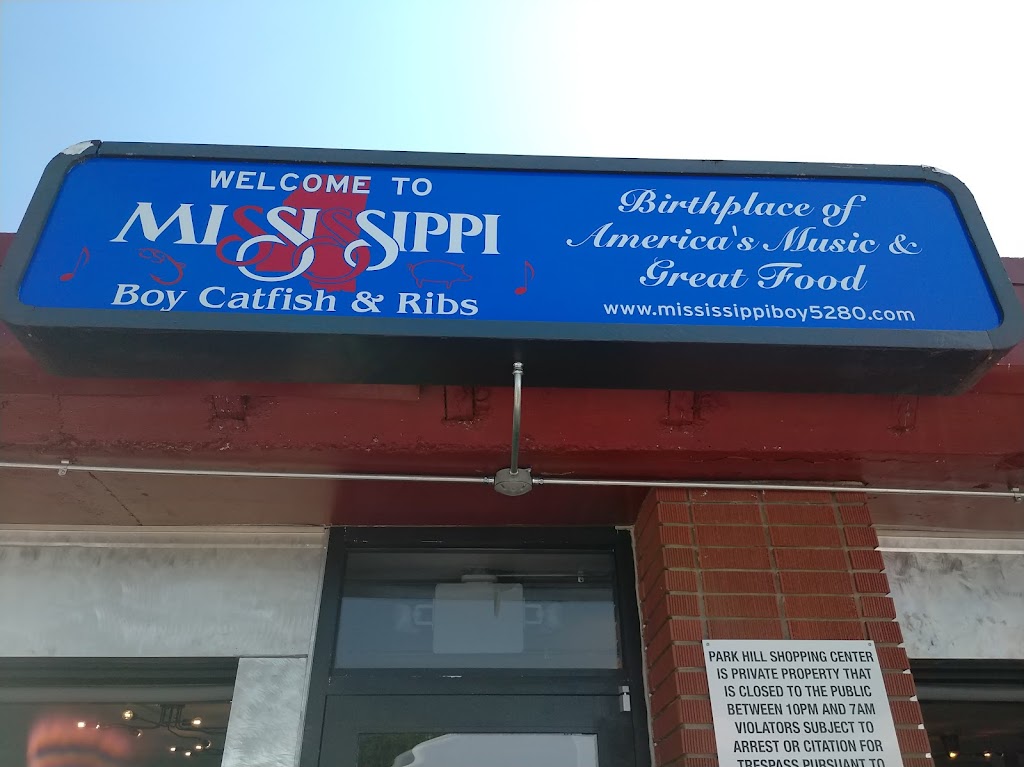 WELCOME TO
MISSISSIPPI
Boy Catfish & Ribs
Birthplace of
America's Music &
Great Food
www.mississippiboy5280.com
PARK HILL SHOPPING CENTER
IS PRIVATE PROPERTY THAT
IS CLOSED TO THE PUBLIC
BETWEEN 10PM AND 7AM
VIOLATORS SUBJECT TO
ARREST OR CITATION FOR
TRESPASS PURSUANT TO